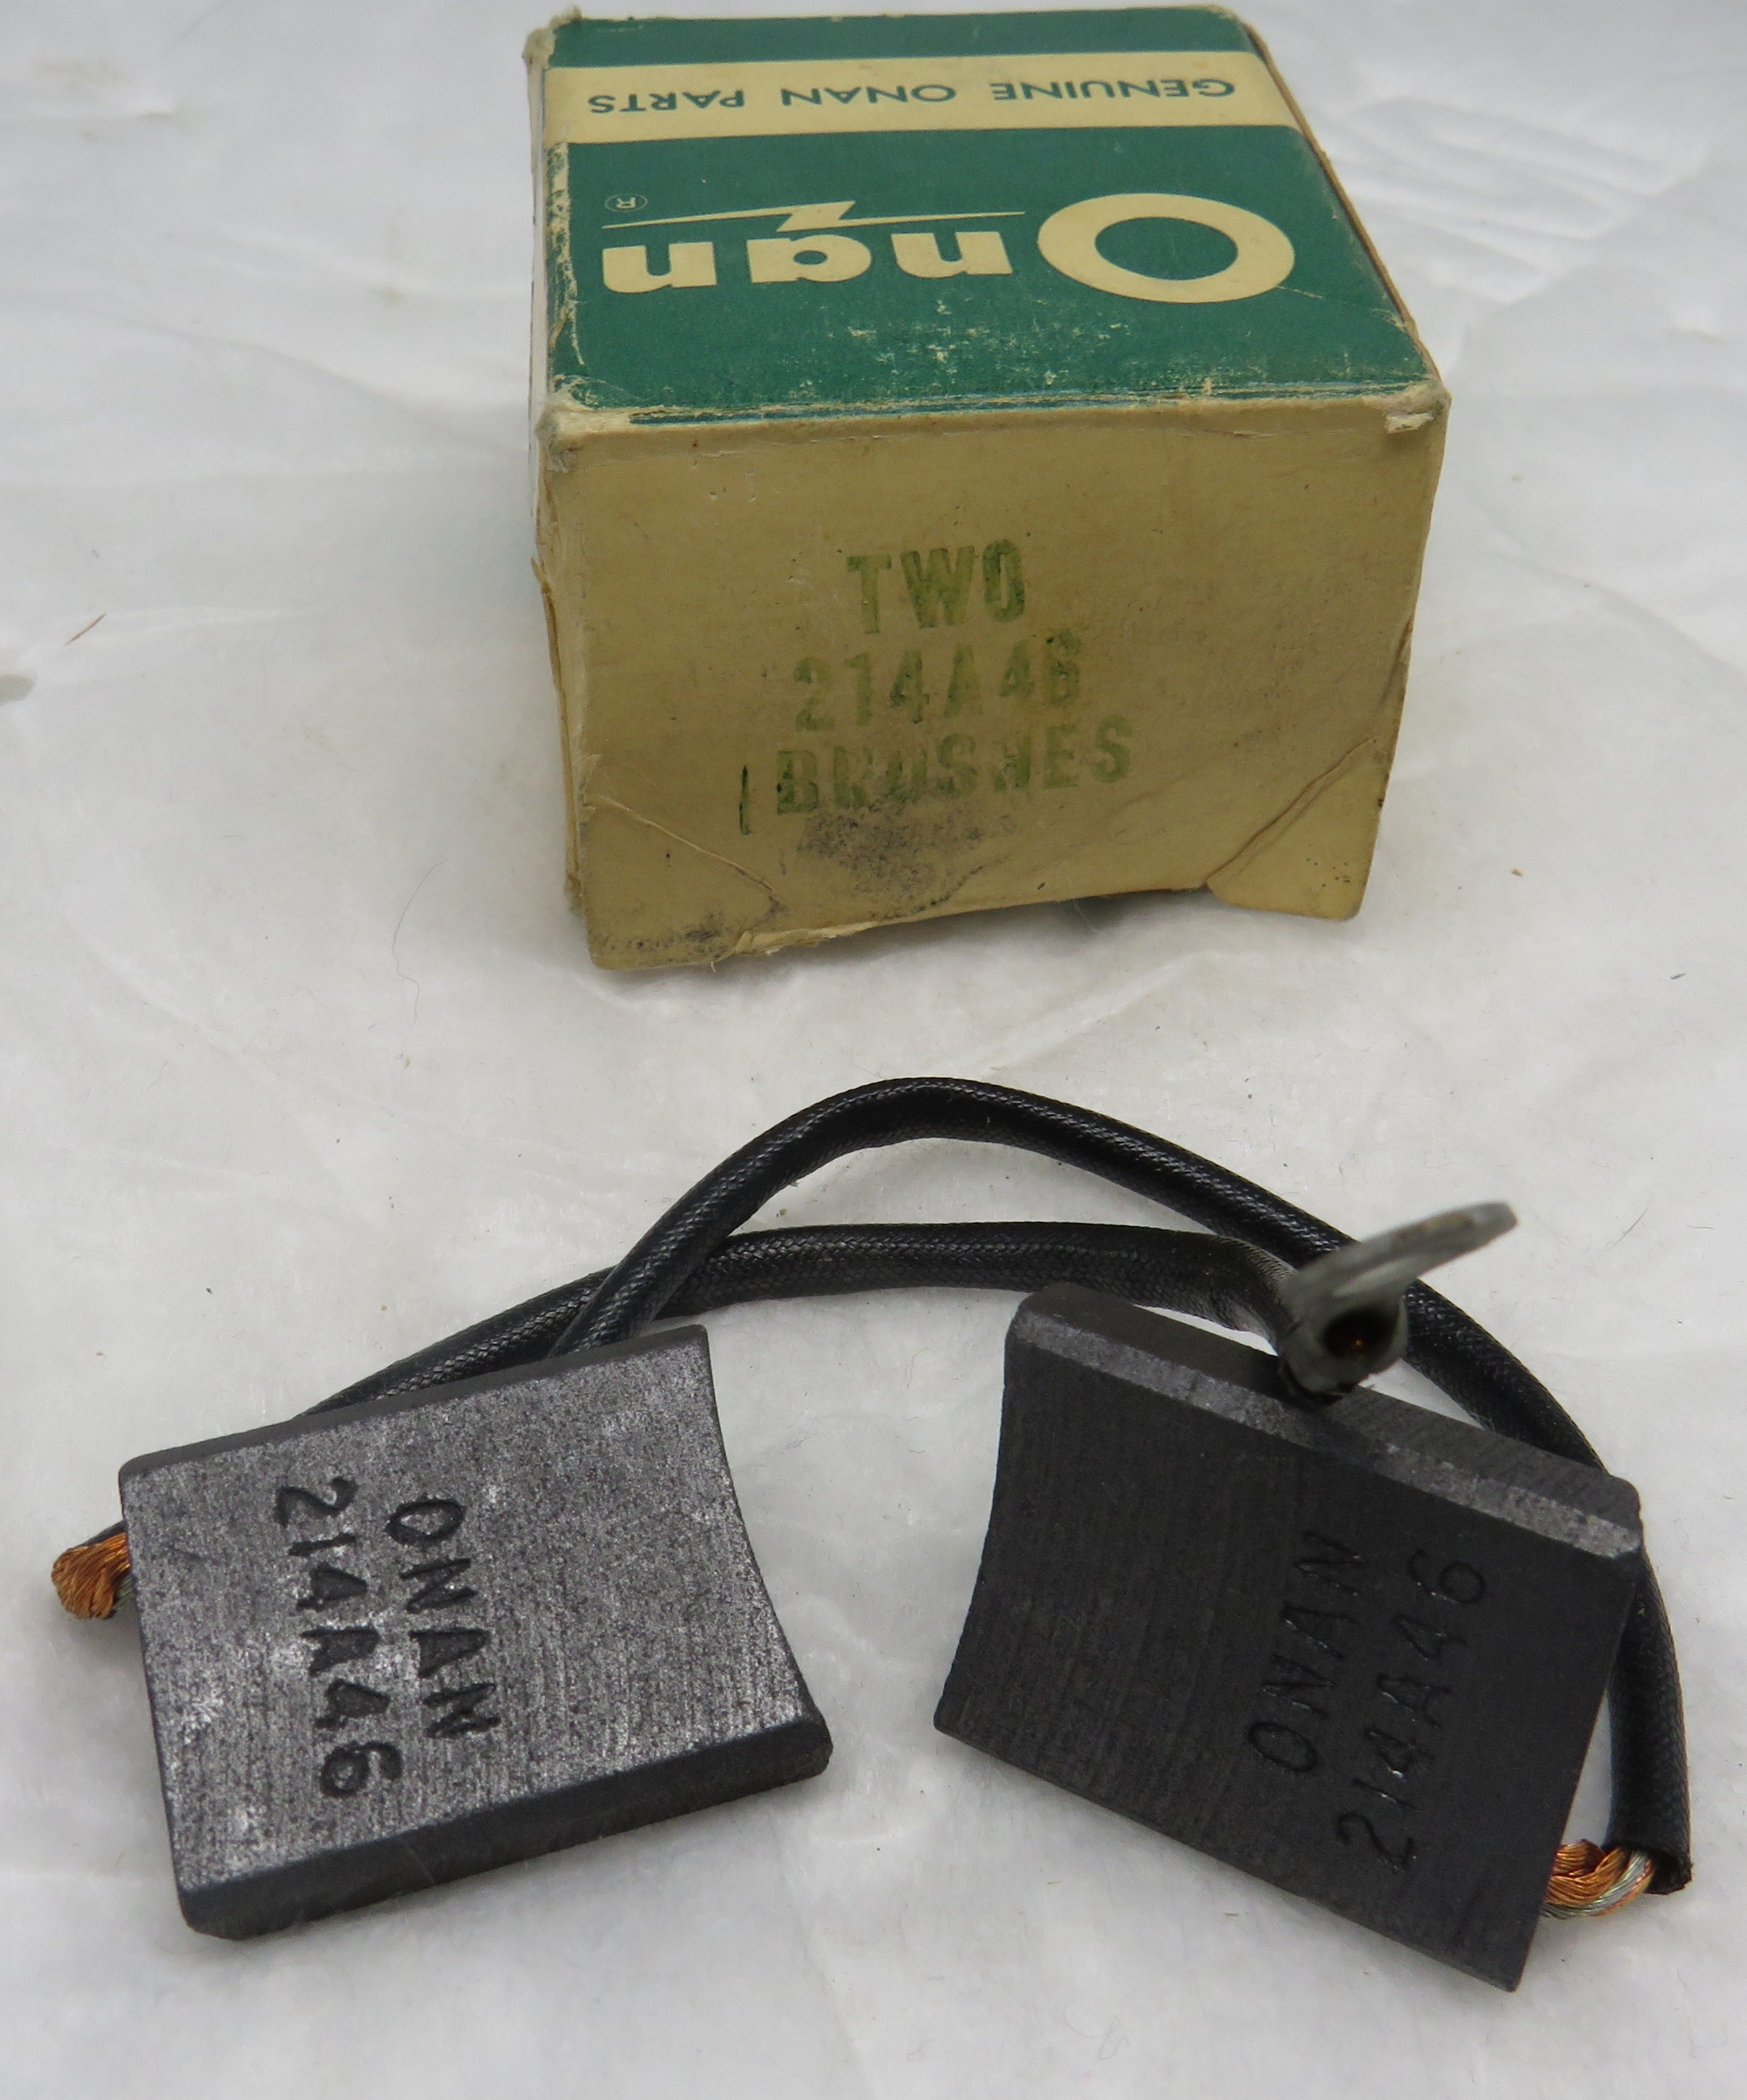 GENUINE ONAN PARTS
Onan ®
TWO
214A46
BRUSHES
ONAN
214A46
ONAN
214A46